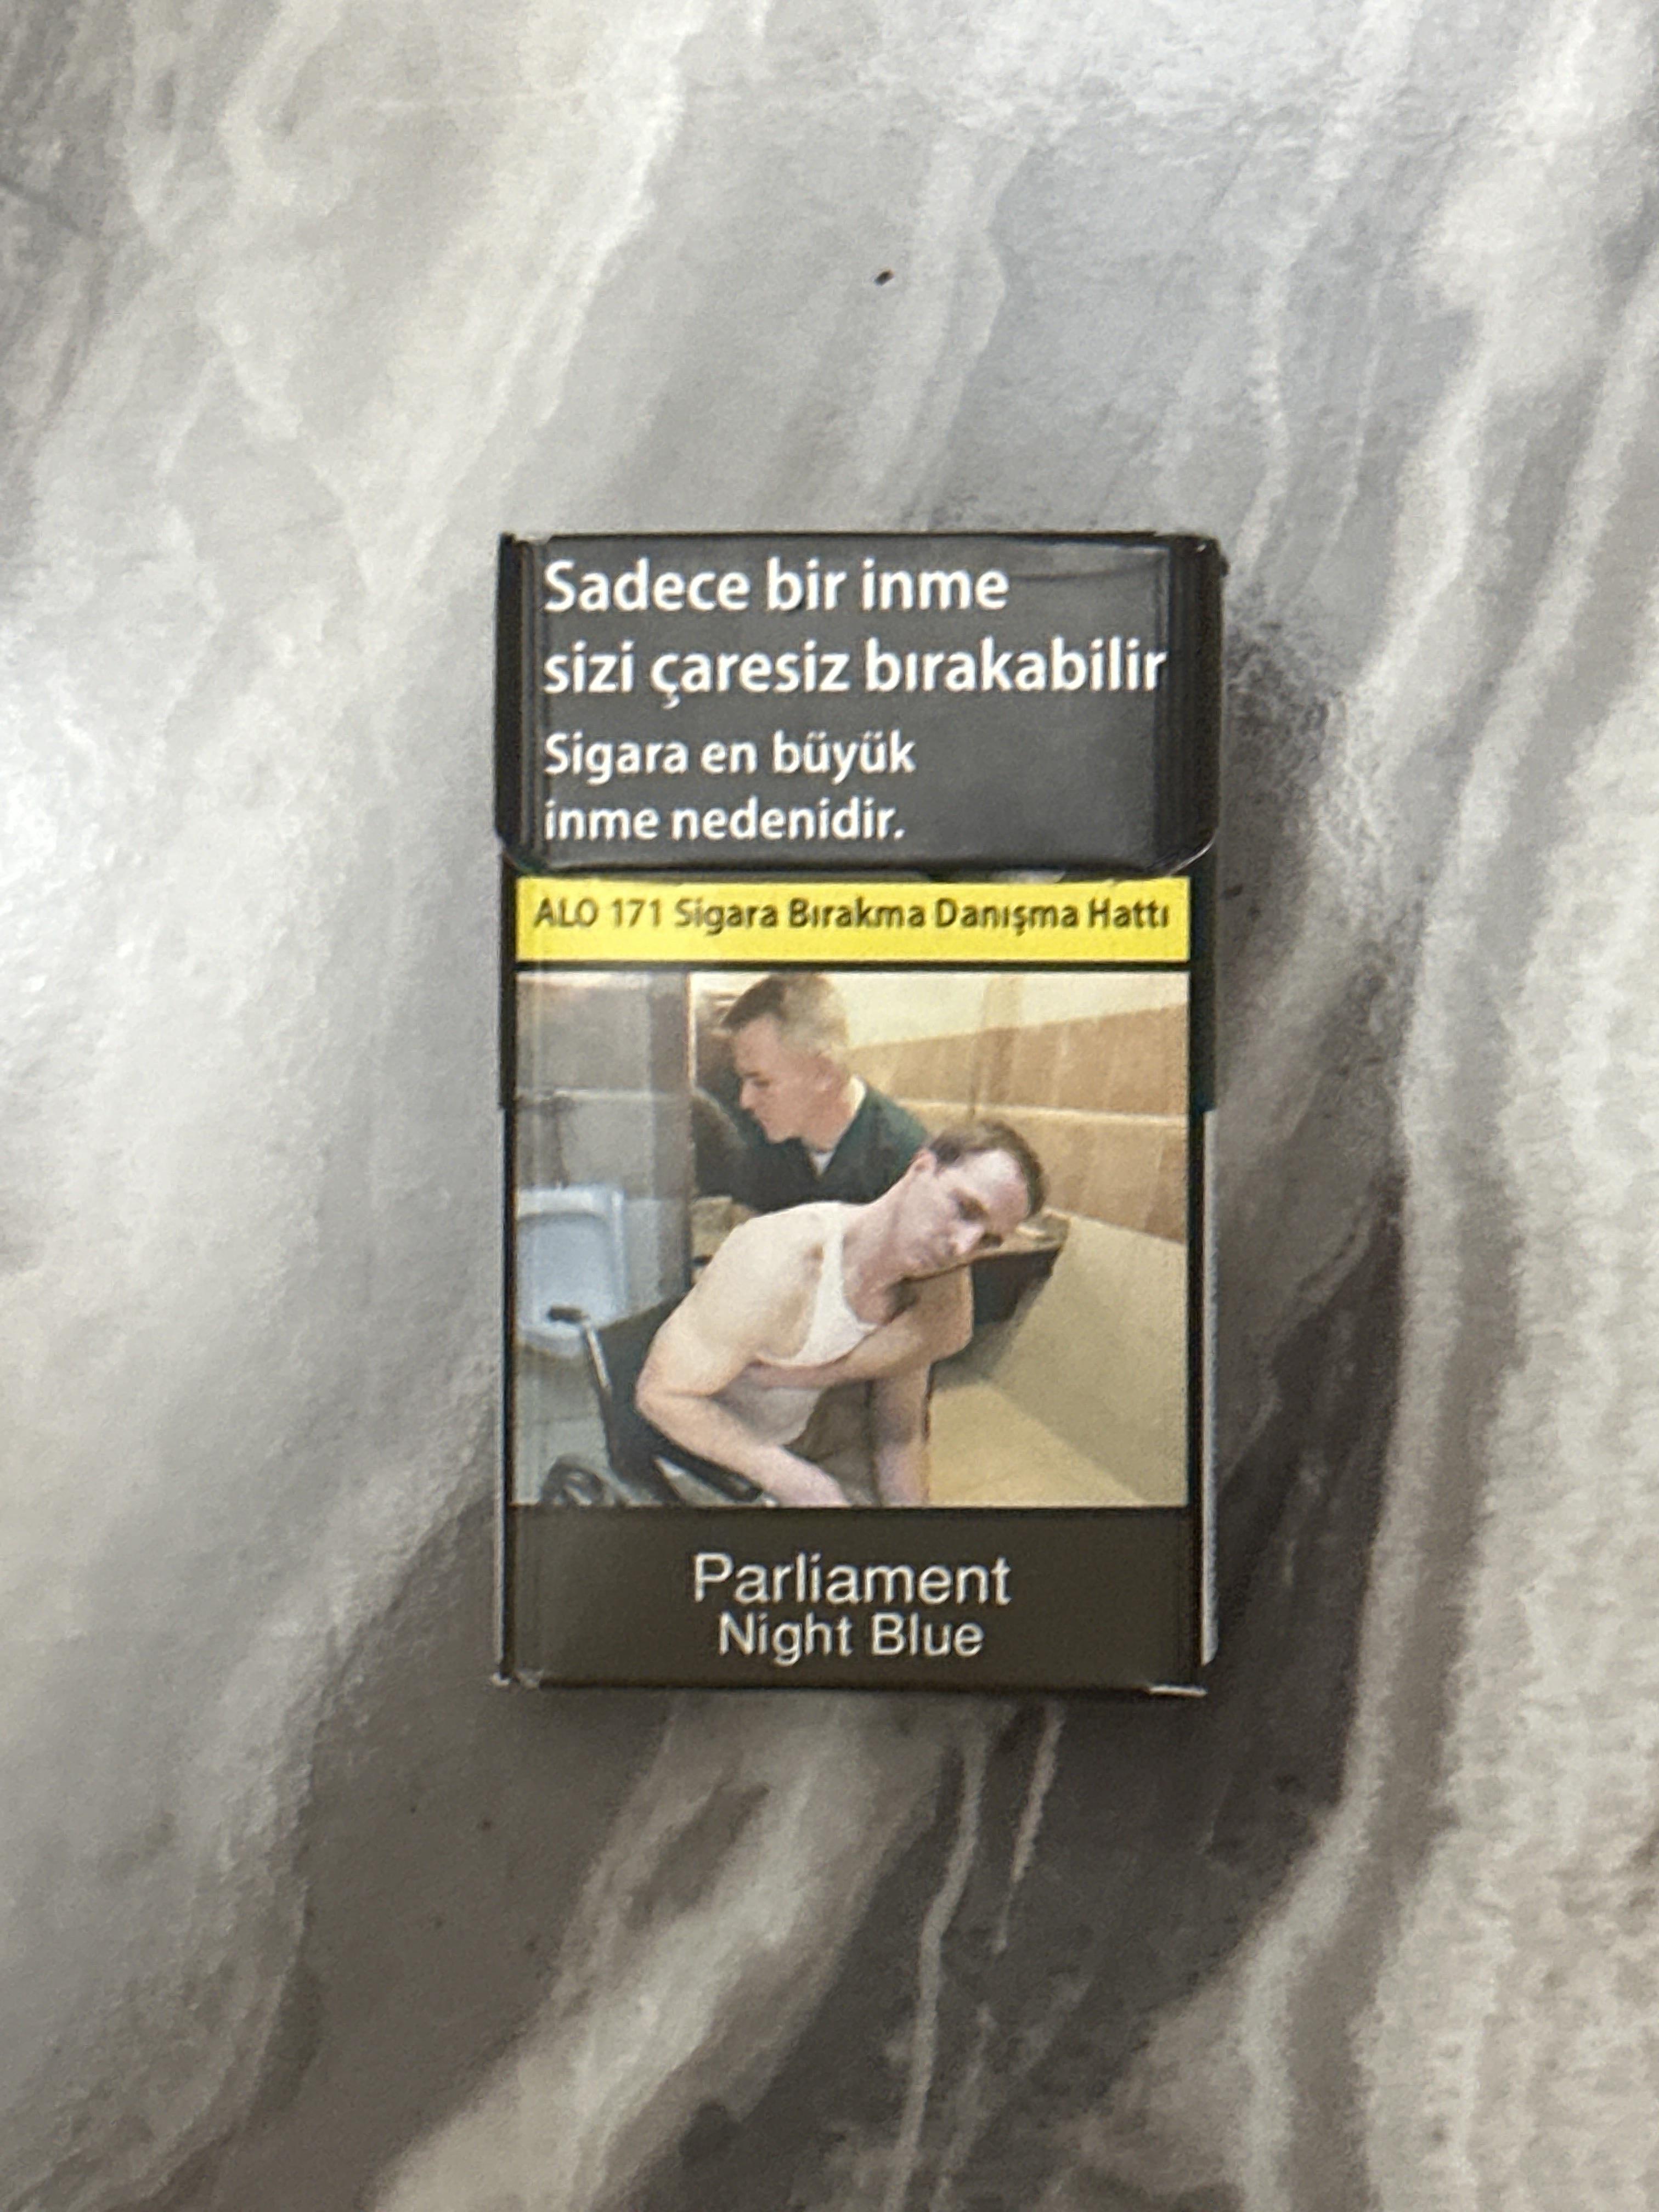 Sadece bir inme
sizi çaresiz bırakabilir
Sigara en büyük
inme nedenidir.
ALO 171 Sigara Bırakma Danışma Hattı
Parliament
Night Blue